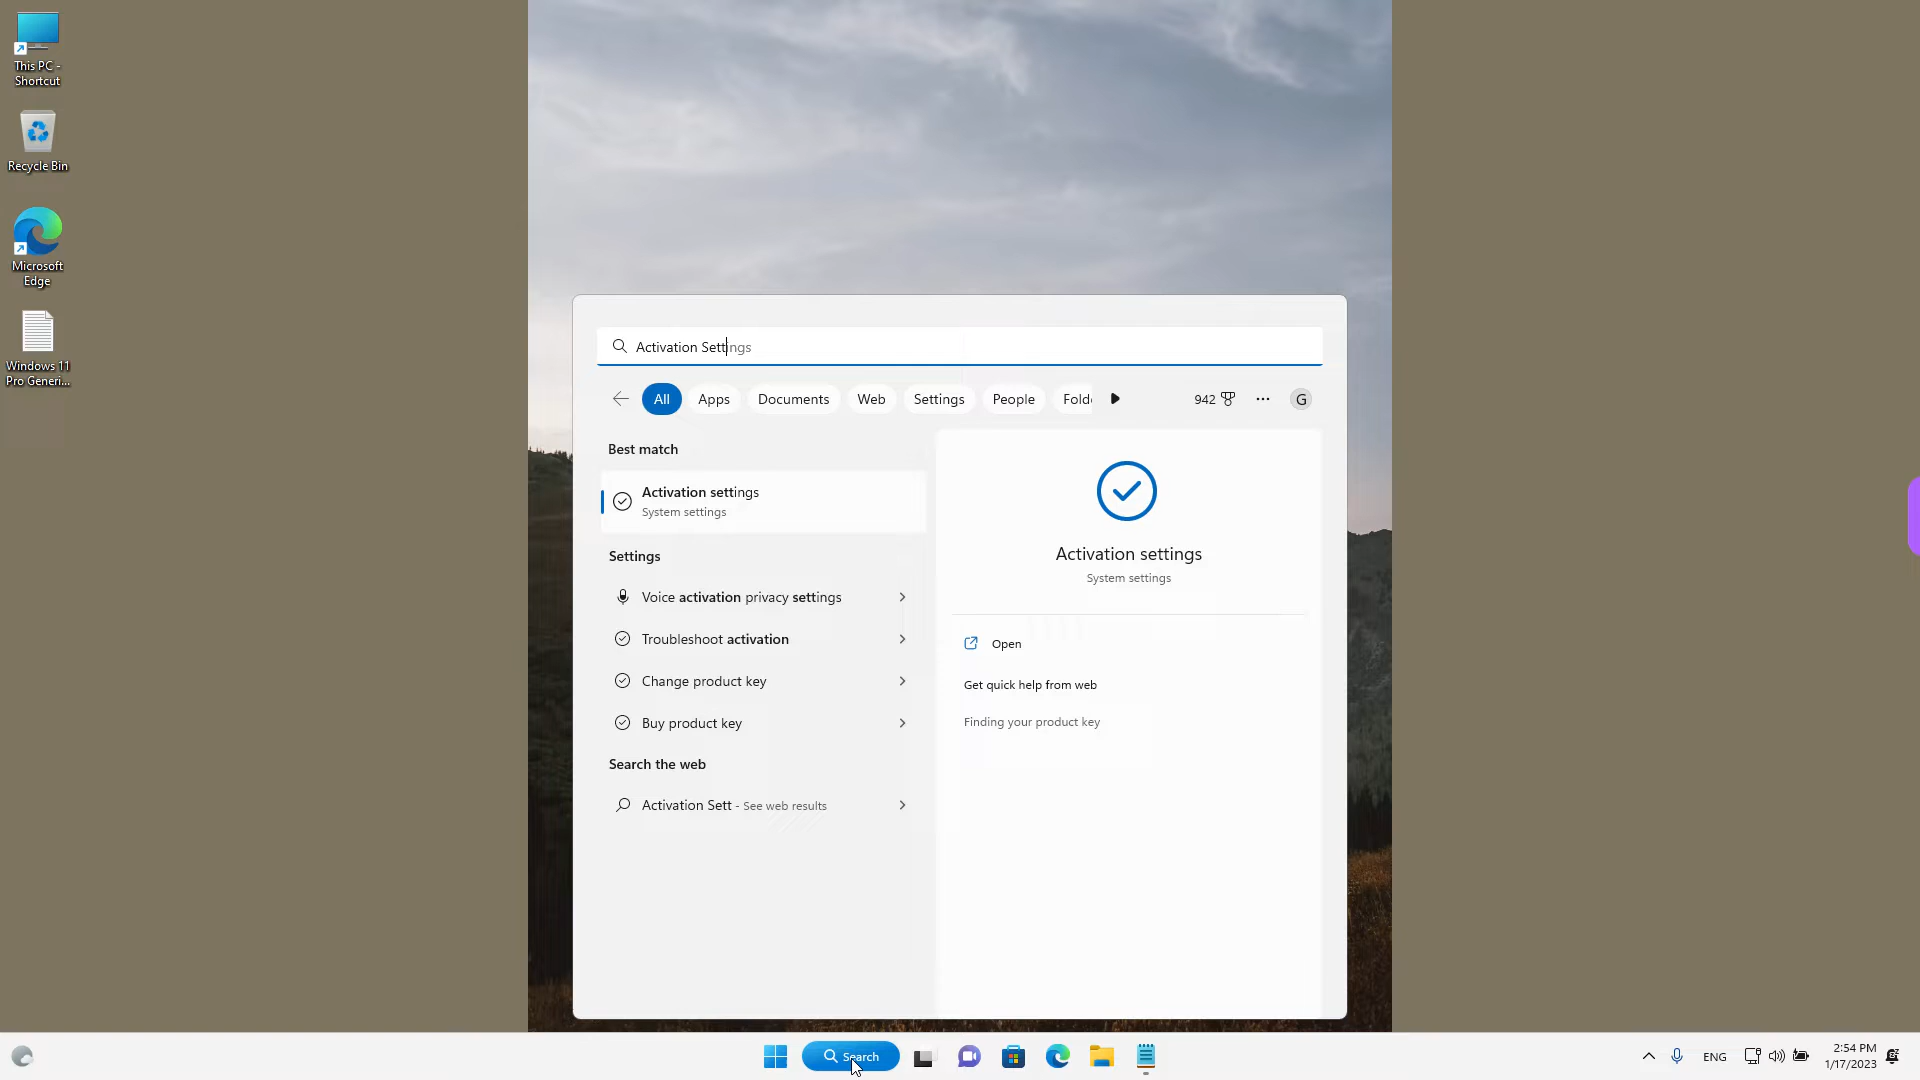 This PC -
Shortcut
Recycle Bin
Microsoft
Edge
Windows 11
Pro Generi...
Activation Settings
All
Apps
Documents
Web
Settings
People
Folde
942
G
Best match
Activation settings
System settings
Settings
Voice activation privacy settings
Troubleshoot activation
Change product key
Buy product key
Search the web
Activation Sett - See web results
Activation settings
System settings
Open
Get quick help from web
Finding your product key
Search
ENG
2:54 PM
1/17/2023